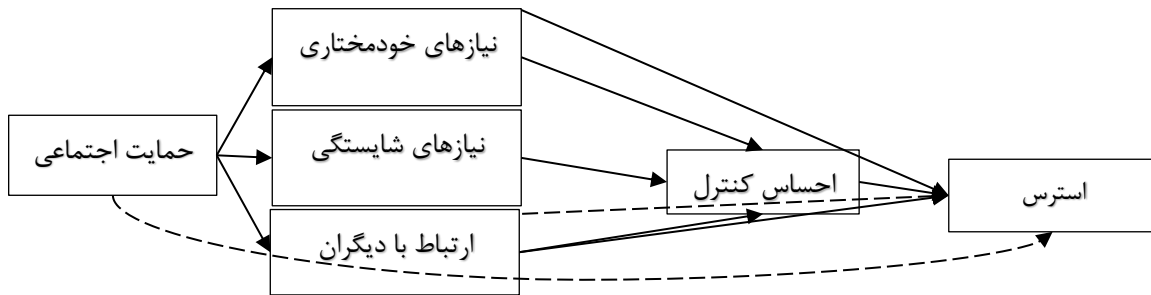 نیازهای خودمختاری
نیازهای شایستگی
حمایت اجتماعی
احساس کنترل
استرس
ارتباط با دیگران